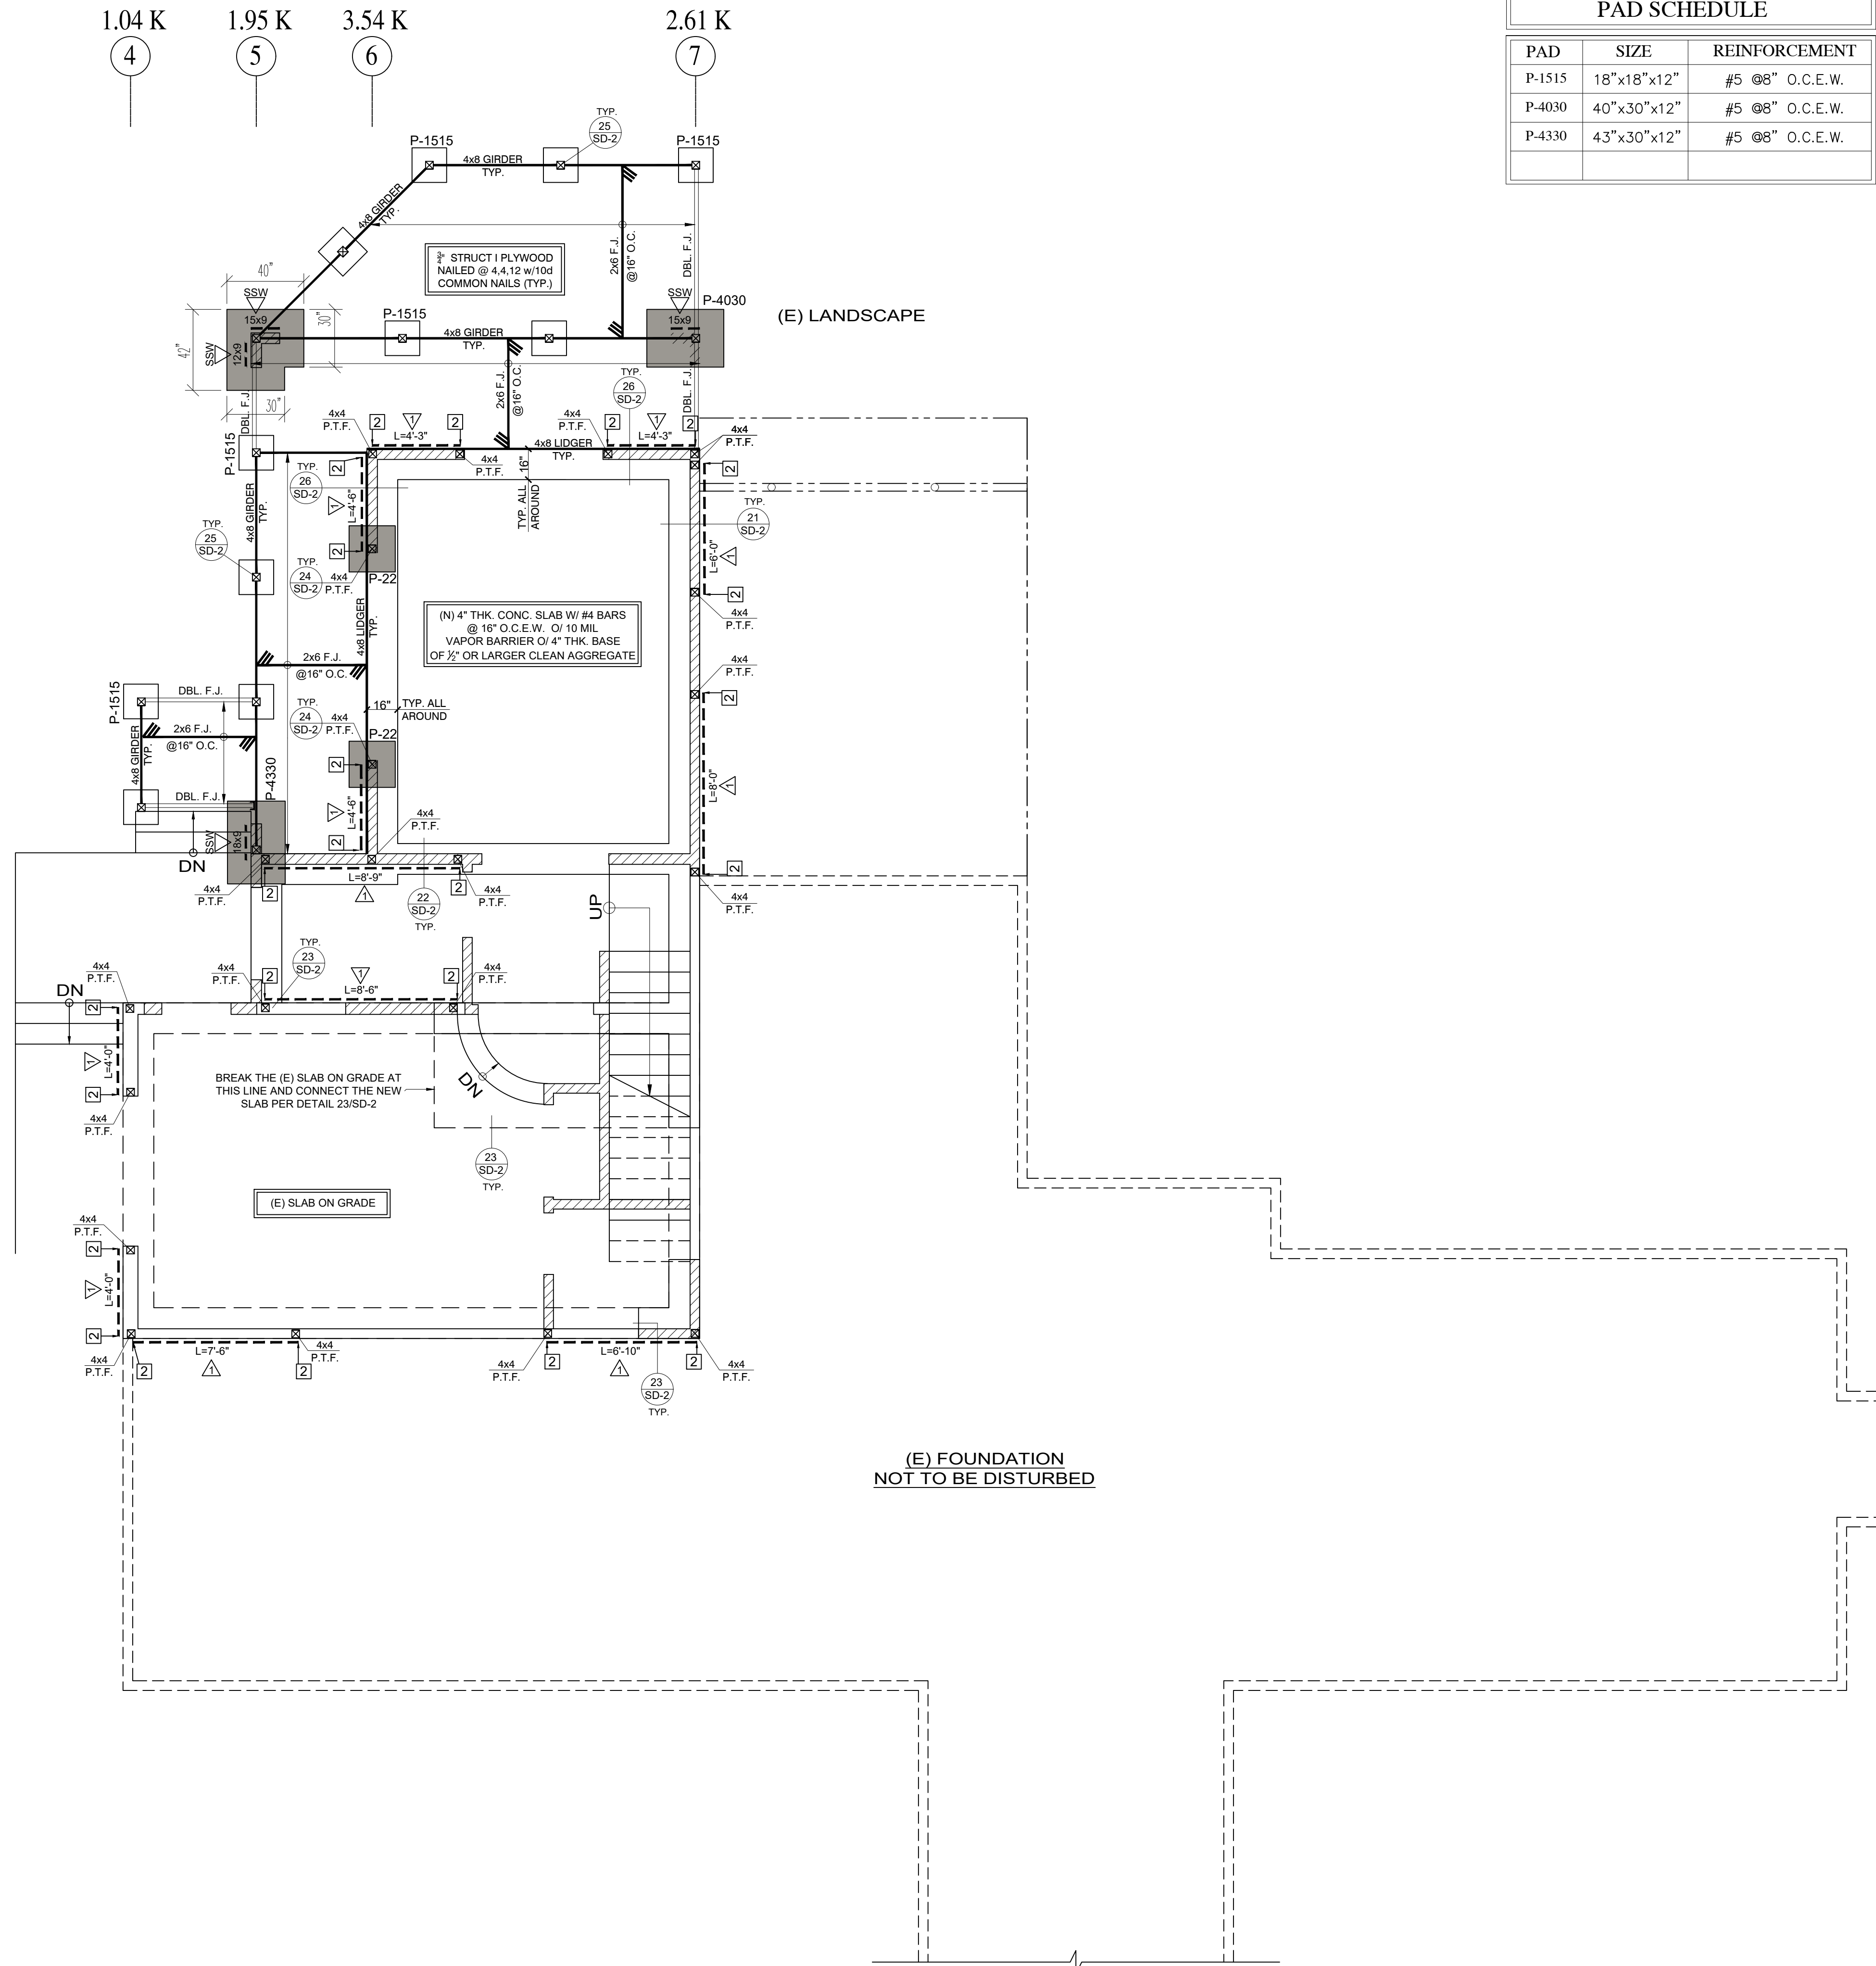 1.04 K
1.95 K
3.54 K
2.61 K
4
5
6
7
PAD SCHEDULE
PAD SIZE REINFORCEMENT
P-1515 18"x18"x12" #5 @8" O.C.E.W.
P-4030 40"x30"x12" #5 @8" O.C.E.W.
P-4330 43"x30"x12" #5 @8" O.C.E.W.
TYP.
25
SD-2
P-1515
P-1515
4x8 GIRDER
TYP.
4x8 GIRDER
TYP.
2x6 F.J.
@16" O.C.
DBL. F.J.
3/4" STRUCT I PLYWOOD
NAILED @ 4,4,12 w/10d
COMMON NAILS (TYP.)
40"
SSW
15x9
30"
42"
SSW
12x9
30"
P-1515
4x8 GIRDER
TYP.
SSW
15x9
P-4030
(E) LANDSCAPE
DBL. F.J.
2x6 F.J.
@16" O.C.
DBL. F.J.
TYP.
26
SD-2
4x4
P.T.F.
2
1
2
L=4'-3"
4x4
P.T.F.
2
1
2
L=4'-3"
4x4
P.T.F.
4x8 LIDGER
TYP.
4x4
P.T.F.
16"
TYP. ALL
AROUND
P-1515
2
TYP.
26
SD-2
1
L=4'-6"
2
2
4x8 GIRDER
TYP.
TYP.
25
SD-2
TYP.
21
SD-2
TYP.
24
SD-2
4x4
P.T.F.
P-22
L=6'-0"
1
2
4x4
P.T.F.
4x8 LIDGER
TYP.
(N) 4" THK. CONC. SLAB W/ #4 BARS
@ 16" O.C.E.W. O/ 10 MIL
VAPOR BARRIER O/ 4" THK. BASE
OF ½" OR LARGER CLEAN AGGREGATE
2x6 F.J.
@16" O.C.
4x4
P.T.F.
2
P-1515
DBL. F.J.
16"
TYP. ALL
AROUND
TYP.
24
SD-2
4x4
P.T.F.
P-22
2x6 F.J.
@16" O.C.
4x8 GIRDER
TYP.
P-4330
2
1
L=4'-6"
2
L=8'-0"
1
2
DBL. F.J.
SSW
18x9
DN
4x4
P.T.F.
4x4
P.T.F.
2
L=8'-9"
1
2
4x4
P.T.F.
22
SD-2
TYP.
UP
4x4
P.T.F.
TYP.
23
SD-2
4x4
P.T.F.
DN
2
4x4
P.T.F.
2
1
L=8'-6"
2
4x4
P.T.F.
1
L=4'-0"
2
4x4
P.T.F.
BREAK THE (E) SLAB ON GRADE AT
THIS LINE AND CONNECT THE NEW
SLAB PER DETAIL 23/SD-2
DN
23
SD-2
TYP.
(E) SLAB ON GRADE
4x4
P.T.F.
2
1
L=4'-0"
2
4x4
P.T.F.
2
L=7'-6"
1
2
4x4
P.T.F.
4x4
P.T.F.
2
L=6'-10"
1
2
4x4
P.T.F.
23
SD-2
TYP.
(E) FOUNDATION
NOT TO BE DISTURBED